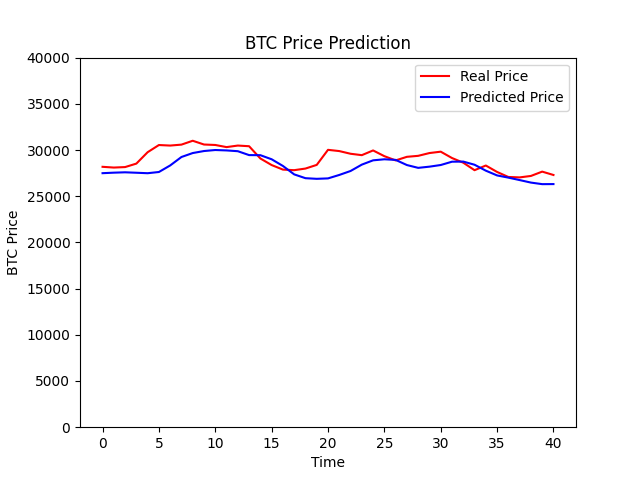 BTC Price Prediction
40000
35000
30000
25000
20000
15000
10000
5000
0
BTC Price
Real Price
Predicted Price
0 5 10 15 20 25 30 35 40
Time